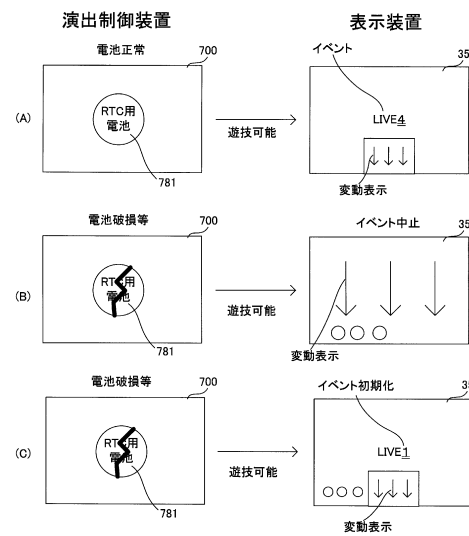 演出制御装置
表示装置
電池正常
700
イベント
35
(A)
RTC用
電池
781
遊技可能
LIVE4
変動表示
電池破損等
700
イベント中止
35
(B)
RTC用
電池
781
遊技可能
変動表示
電池破損等
700
イベント初期化
35
(C)
RTC用
電池
781
遊技可能
LIVE1
変動表示